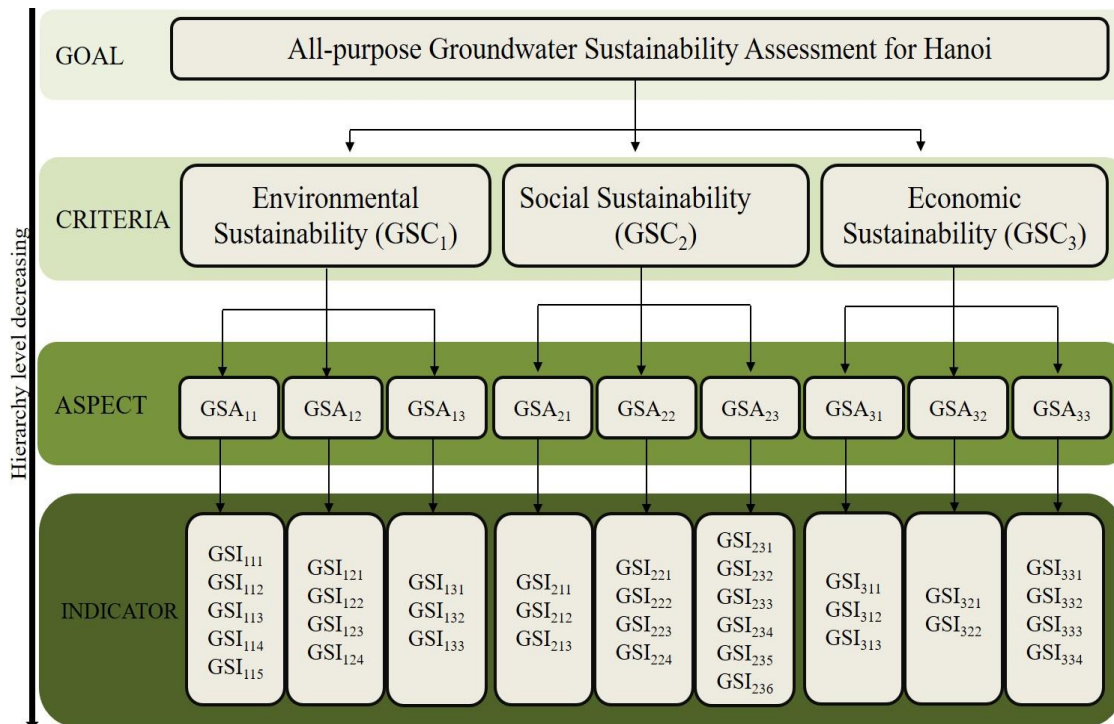 GOAL
All-purpose Groundwater Sustainability Assessment for Hanoi
CRITERIA
Environmental
Sustainability (GSC₁)
Social Sustainability
(GSC₂)
Economic
Sustainability (GSC₃)
Hierarchy level decreasing
ASPECT
GSA₁₁
GSA₁₂
GSA₁₃
GSA₂₁
GSA₂₂
GSA₂₃
GSA₃₁
GSA₃₂
GSA₃₃
INDICATOR
GSI₁₁₁
GSI₁₁₂
GSI₁₁₃
GSI₁₁₄
GSI₁₁₅
GSI₁₂₁
GSI₁₂₂
GSI₁₂₃
GSI₁₂₄
GSI₁₃₁
GSI₁₃₂
GSI₁₃₃
GSI₂₁₁
GSI₂₁₂
GSI₂₁₃
GSI₂₂₁
GSI₂₂₂
GSI₂₂₃
GSI₂₂₄
GSI₂₃₁
GSI₂₃₂
GSI₂₃₃
GSI₂₃₄
GSI₂₃₅
GSI₂₃₆
GSI₃₁₁
GSI₃₁₂
GSI₃₁₃
GSI₃₂₁
GSI₃₂₂
GSI₃₃₁
GSI₃₃₂
GSI₃₃₃
GSI₃₃₄